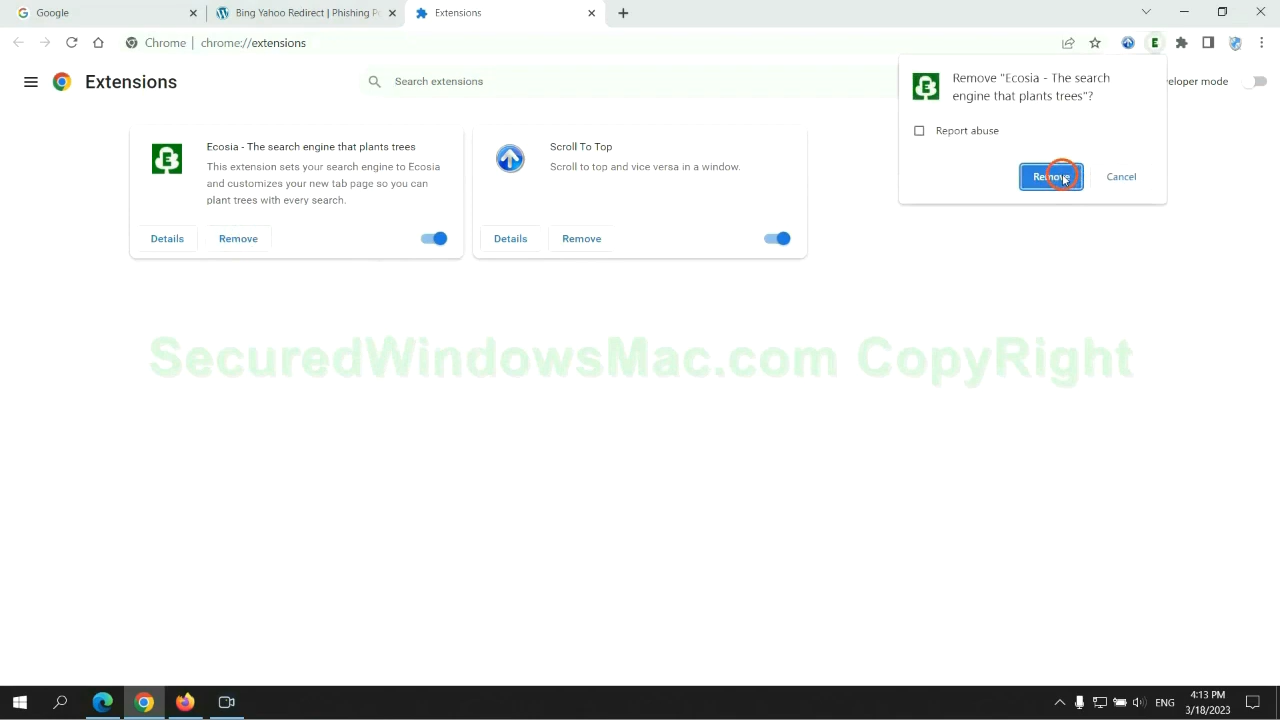 Google
Bing Yahoo Redirect | Phishing P
Extensions
Chrome
chrome://extensions
Extensions
Search extensions
eloper mode
Remove "Ecosia - The search
engine that plants trees"?
Report abuse
Remove
Cancel
Ecosia - The search engine that plants trees
This extension sets your search engine to Ecosia
and customizes your new tab page so you can
plant trees with every search.
Details
Remove
Scroll To Top
Scroll to top and vice versa in a window.
Details
Remove
SecuredWindowsMac.com CopyRight
ENG
4:13 PM
3/18/2023